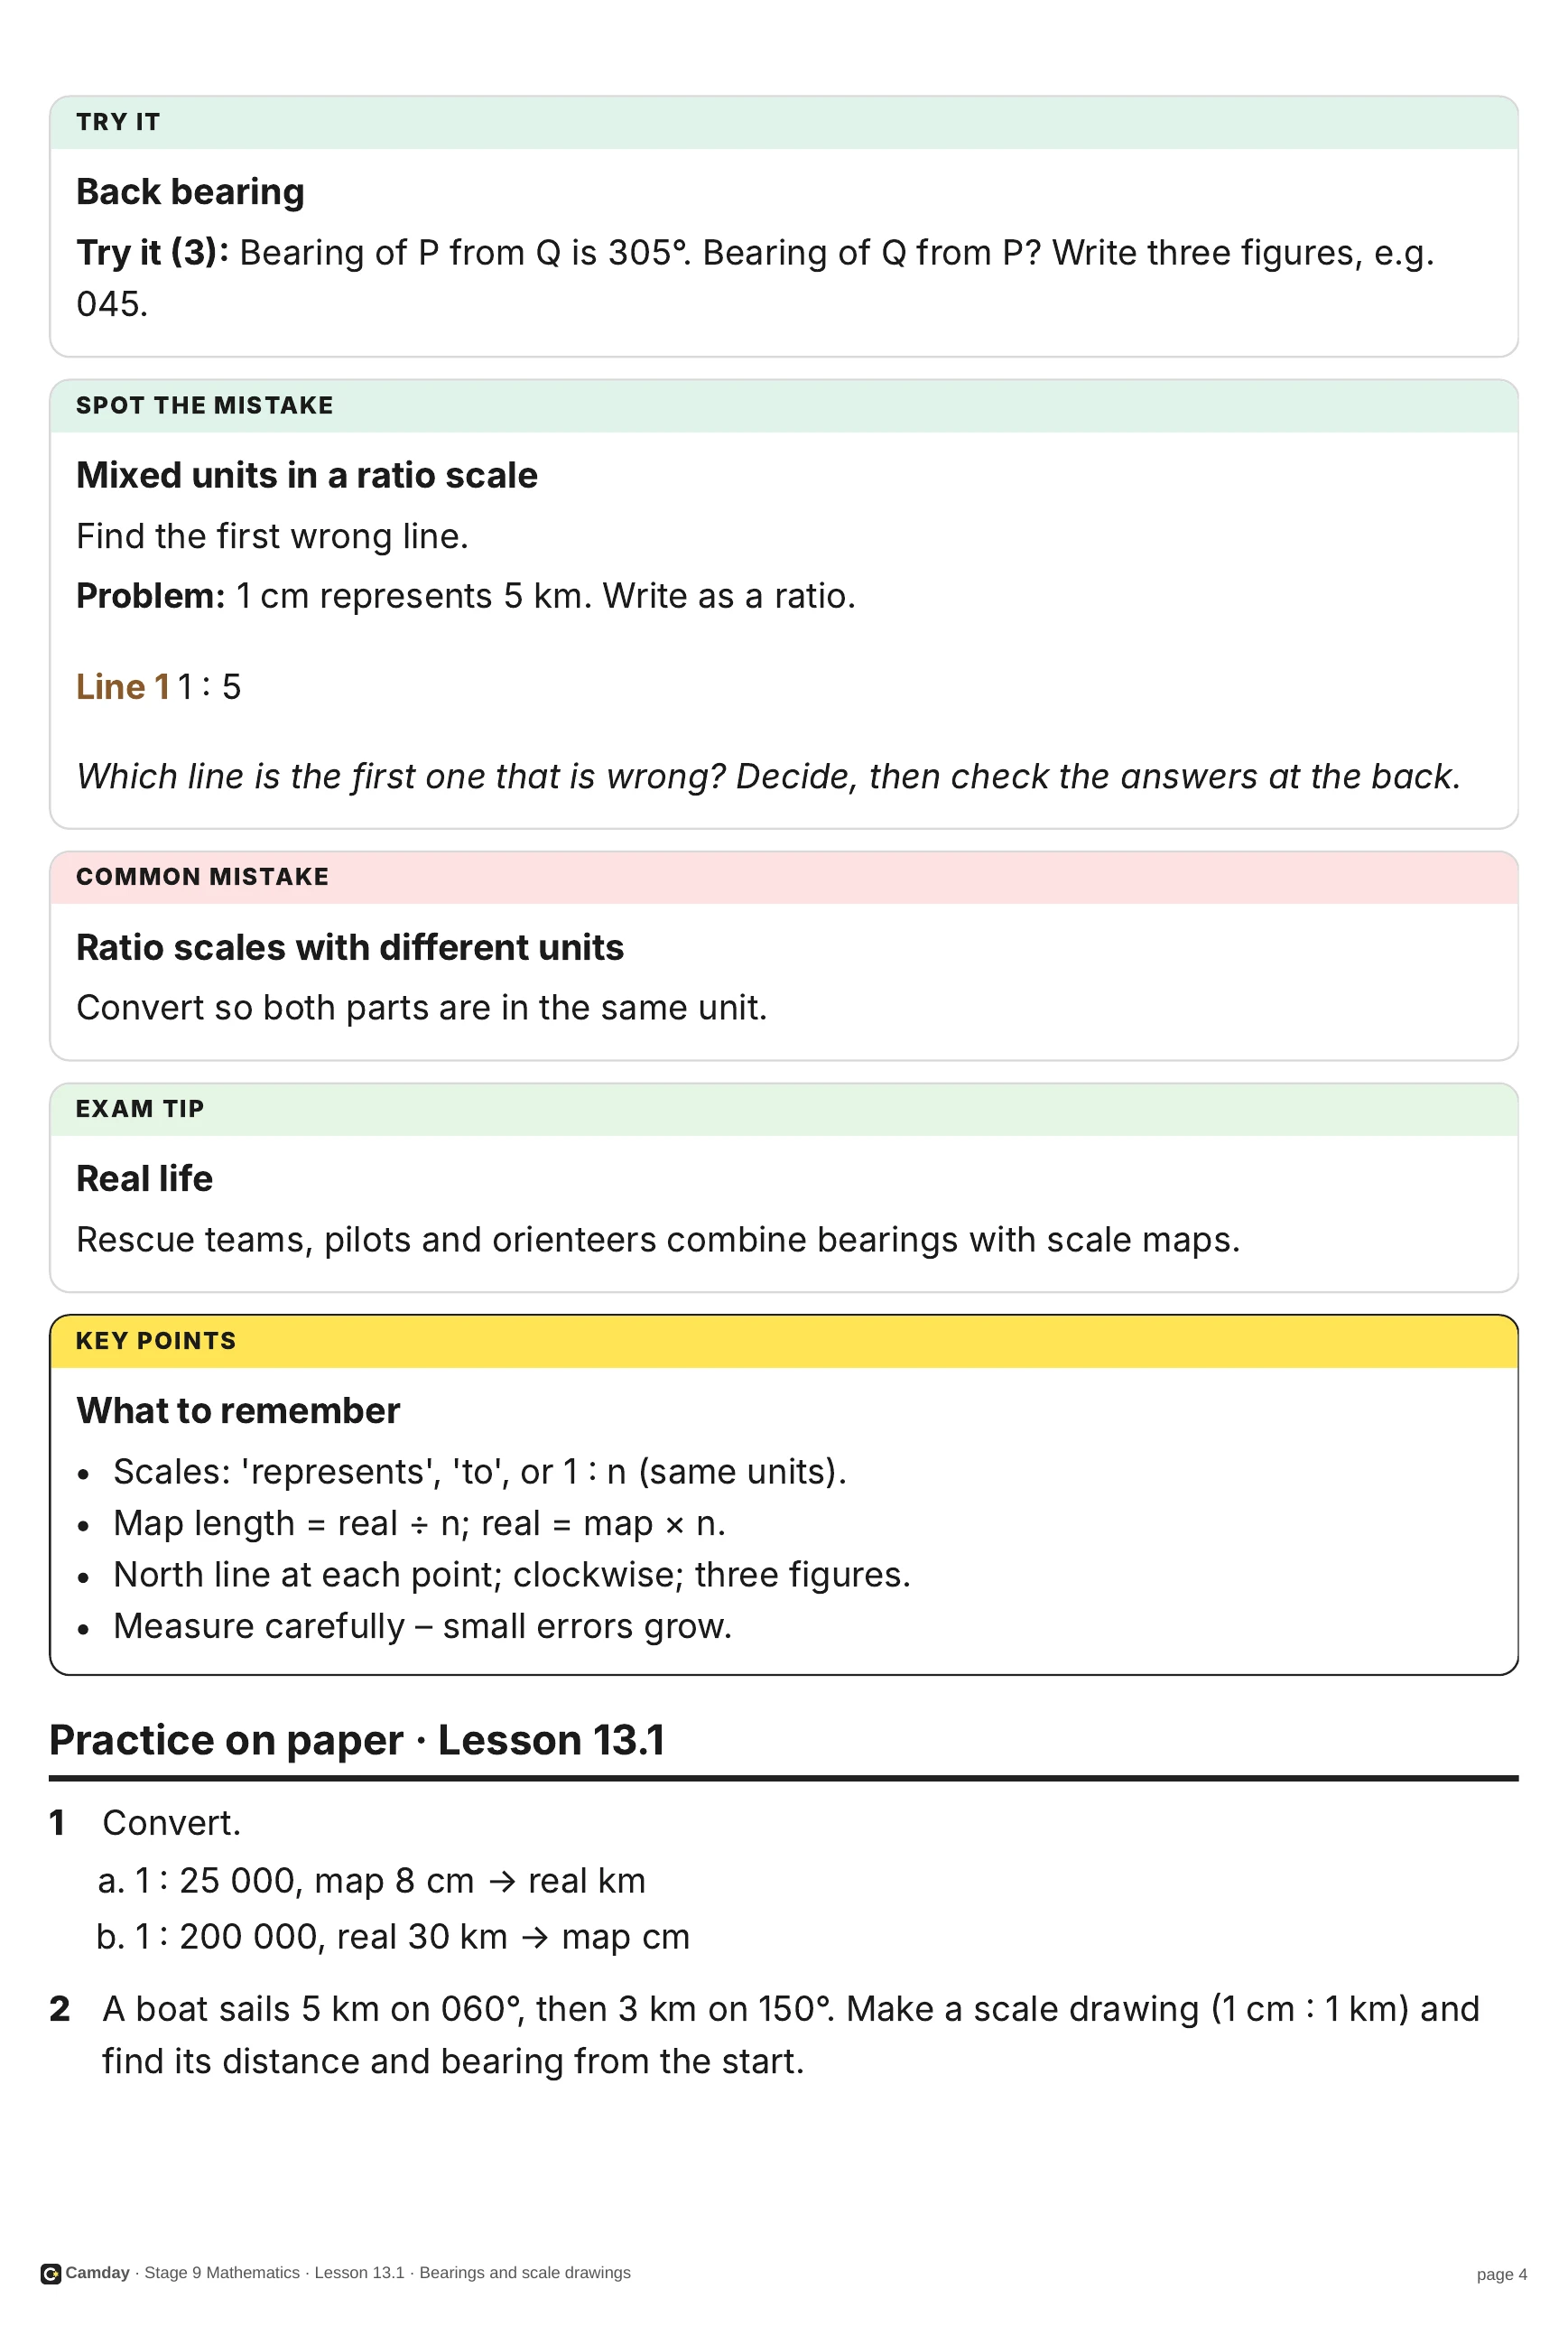 TRY IT
Back bearing
Try it (3): Bearing of P from Q is 305°. Bearing of Q from P? Write three figures, e.g.
045.
SPOT THE MISTAKE
Mixed units in a ratio scale
Find the first wrong line.
Problem: 1 cm represents 5 km. Write as a ratio.
Line 1 1 : 5
Which line is the first one that is wrong? Decide, then check the answers at the back.
COMMON MISTAKE
Ratio scales with different units
Convert so both parts are in the same unit.
EXAM TIP
Real life
Rescue teams, pilots and orienteers combine bearings with scale maps.
KEY POINTS
What to remember
• Scales: 'represents', 'to', or 1 : n (same units).
• Map length = real ÷ n; real = map × n.
• North line at each point; clockwise; three figures.
• Measure carefully – small errors grow.
Practice on paper · Lesson 13.1
1 Convert.
a. 1 : 25 000, map 8 cm → real km
b. 1 : 200 000, real 30 km → map cm
2 A boat sails 5 km on 060°, then 3 km on 150°. Make a scale drawing (1 cm : 1 km) and
find its distance and bearing from the start.
Camday · Stage 9 Mathematics · Lesson 13.1 · Bearings and scale drawings
page 4